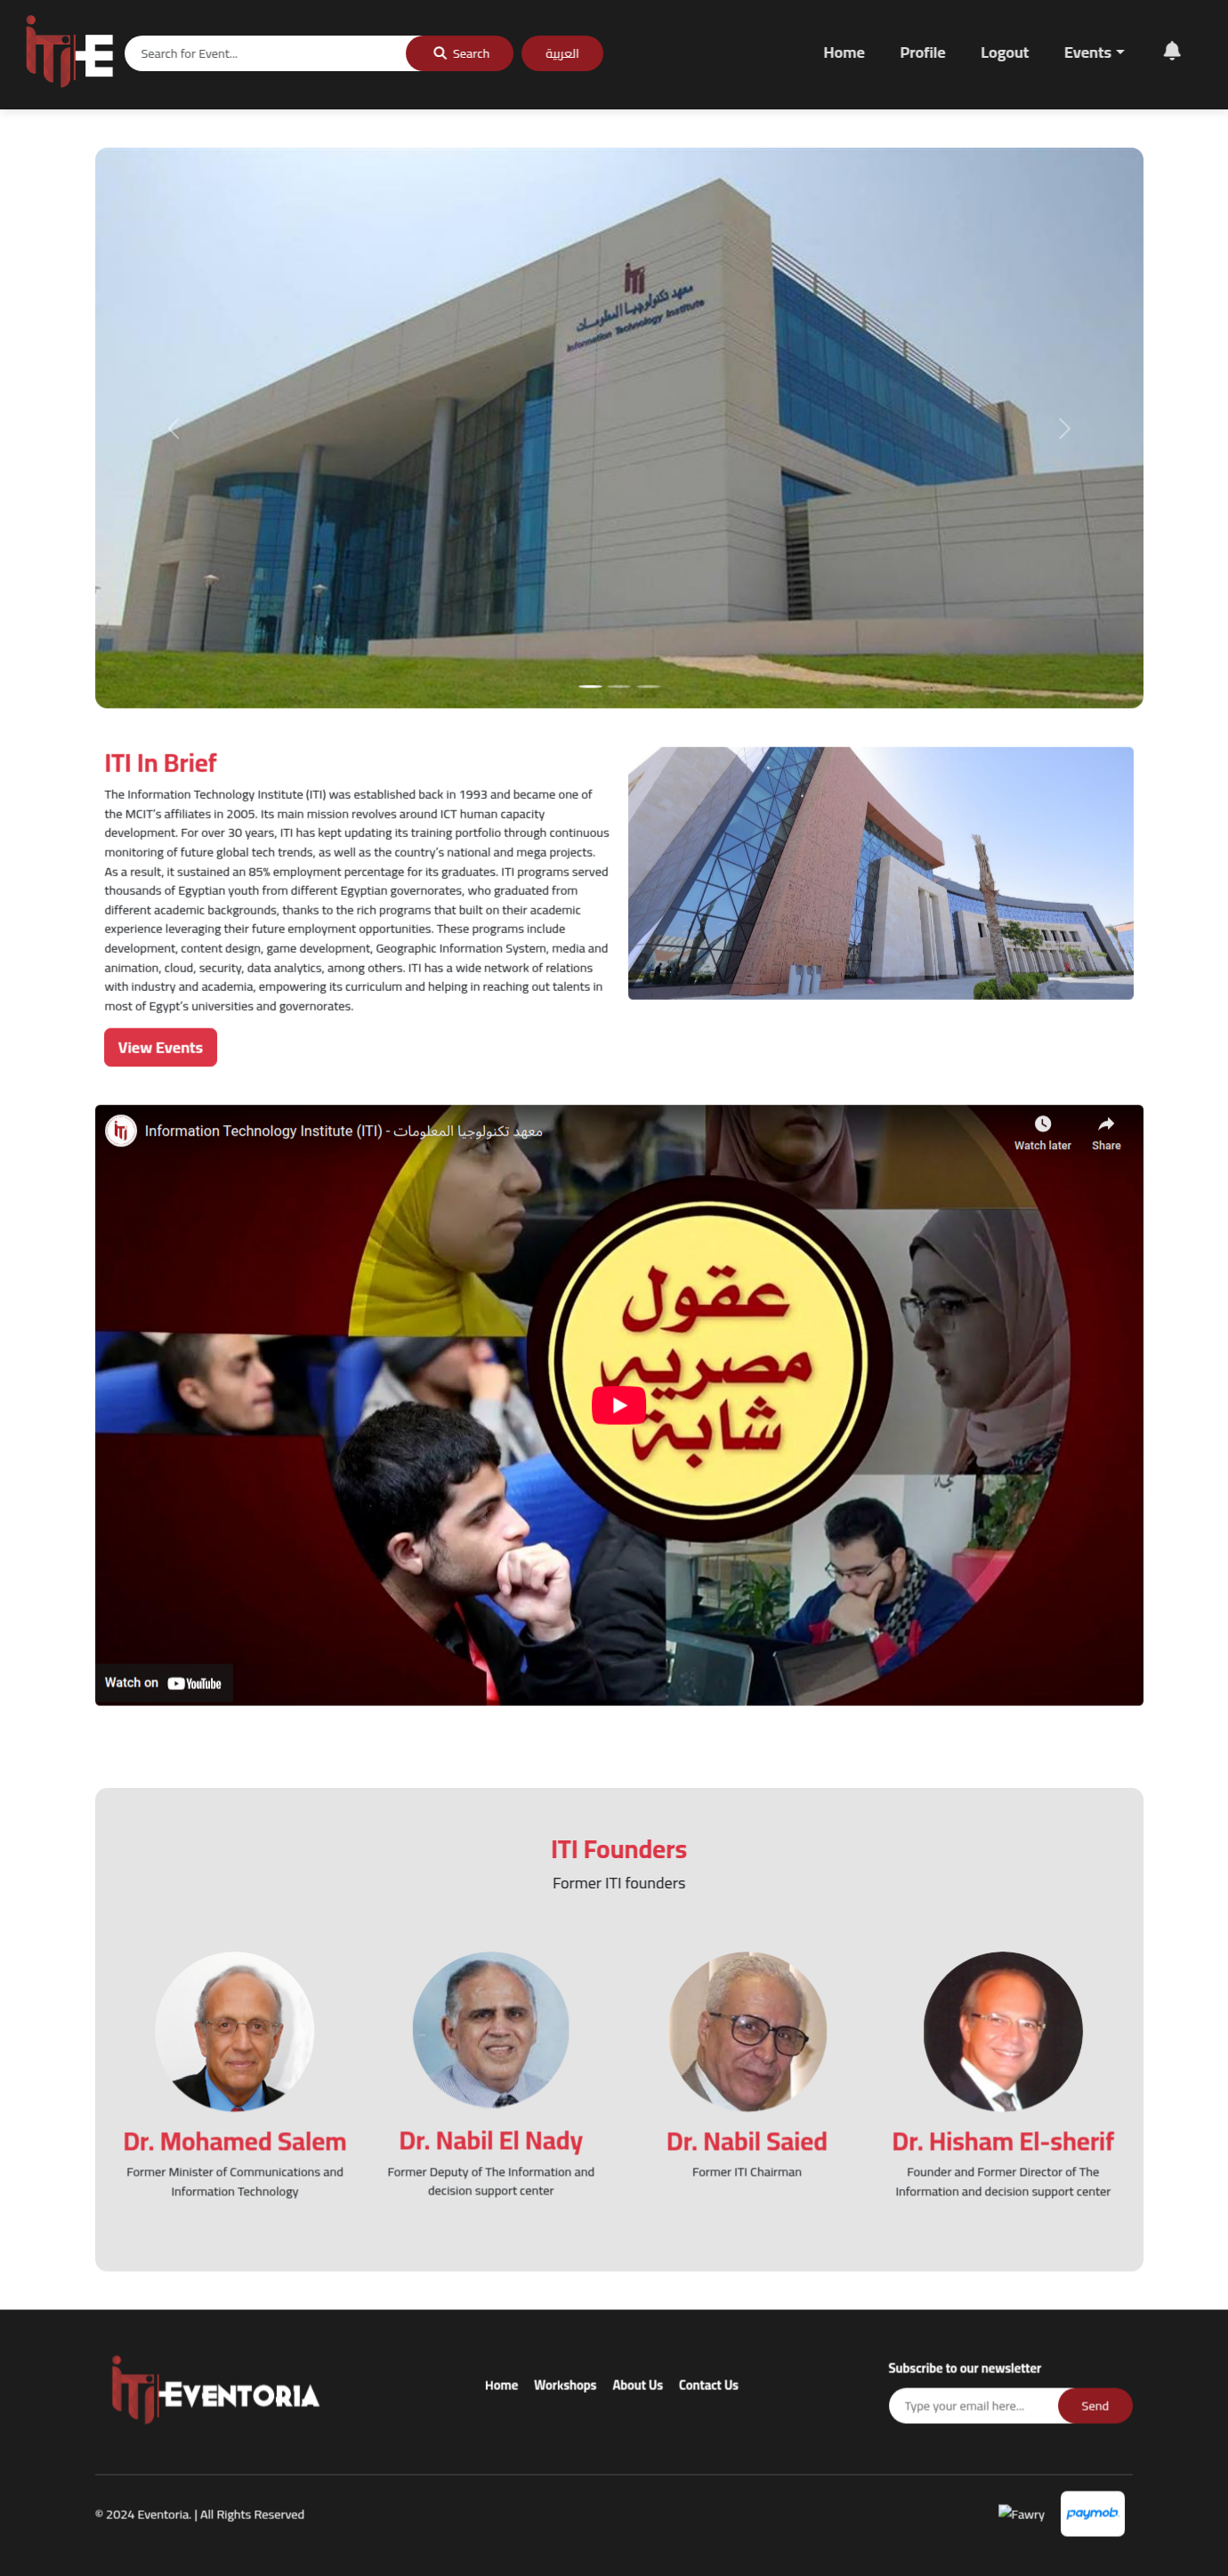 iTi-E
Search for Event...
Search
العربية
Home
Profile
Logout
Events
iTi
معهد تكنولوجيا المعلومات
Information Technology Institute
ITI In Brief
The Information Technology Institute (ITI) was established back in 1993 and became one of
the MCIT’s affiliates in 2005. Its main mission revolves around ICT human capacity
development. For over 30 years, ITI has kept updating its training portfolio through continuous
monitoring of future global tech trends, as well as the country’s national and mega projects.
As a result, it sustained an 85% employment percentage for its graduates. ITI programs served
thousands of Egyptian youth from different Egyptian governorates, who graduated from
different academic backgrounds, thanks to the rich programs that built on their academic
experience leveraging their future employment opportunities. These programs include
development, content design, game development, Geographic Information System, media and
animation, cloud, security, data analytics, among others. ITI has a wide network of relations
with industry and academia, empowering its curriculum and helping in reaching out talents in
most of Egypt’s universities and governorates.
View Events
iTi
Information Technology Institute (ITI) - معهد تكنولوجيا المعلومات
Watch later
Share
عقول
مصرية
شابة
Watch on YouTube
ITI Founders
Former ITI founders
Dr. Mohamed Salem
Former Minister of Communications and
Information Technology
Dr. Nabil El Nady
Former Deputy of The Information and
decision support center
Dr. Nabil Saied
Former ITI Chairman
Dr. Hisham El-sherif
Founder and Former Director of The
Information and decision support center
iTi-EVENTORIA
Home
Workshops
About Us
Contact Us
Subscribe to our newsletter
Type your email here...
Send
© 2024 Eventoria. | All Rights Reserved
Fawry
paymob